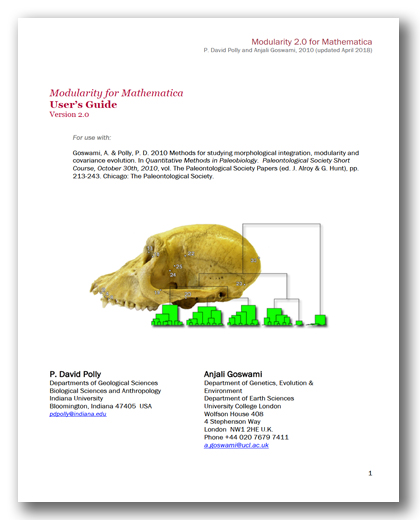 Modularity 2.0 for Mathematica
P. David Polly and Anjali Goswami, 2010 (updated April 2018)
Modularity for Mathematica
User's Guide
Version 2.0
For use with:
Goswami, A. & Polly, P. D. 2010 Methods for studying morphological integration, modularity and
covariance evolution. In Quantitative Methods in Paleobiology. Paleontological Society Short
Course, October 30th, 2010, vol. The Paleontological Society Papers (ed. J. Alroy & G. Hunt), pp.
213-243. Chicago: The Paleontological Society.
P. David Polly
Departments of Geological Sciences
Biological Sciences and Anthropology
Indiana University
Bloomington, Indiana 47405 USA
pdpolly@indiana.edu
Anjali Goswami
Department of Genetics, Evolution &
Environment
Department of Earth Sciences
University College London
Wolfson House 408
4 Stephenson Way
London NW1 2HE U.K.
Phone +44 020 7679 7411
a.goswami@ucl.ac.uk
1